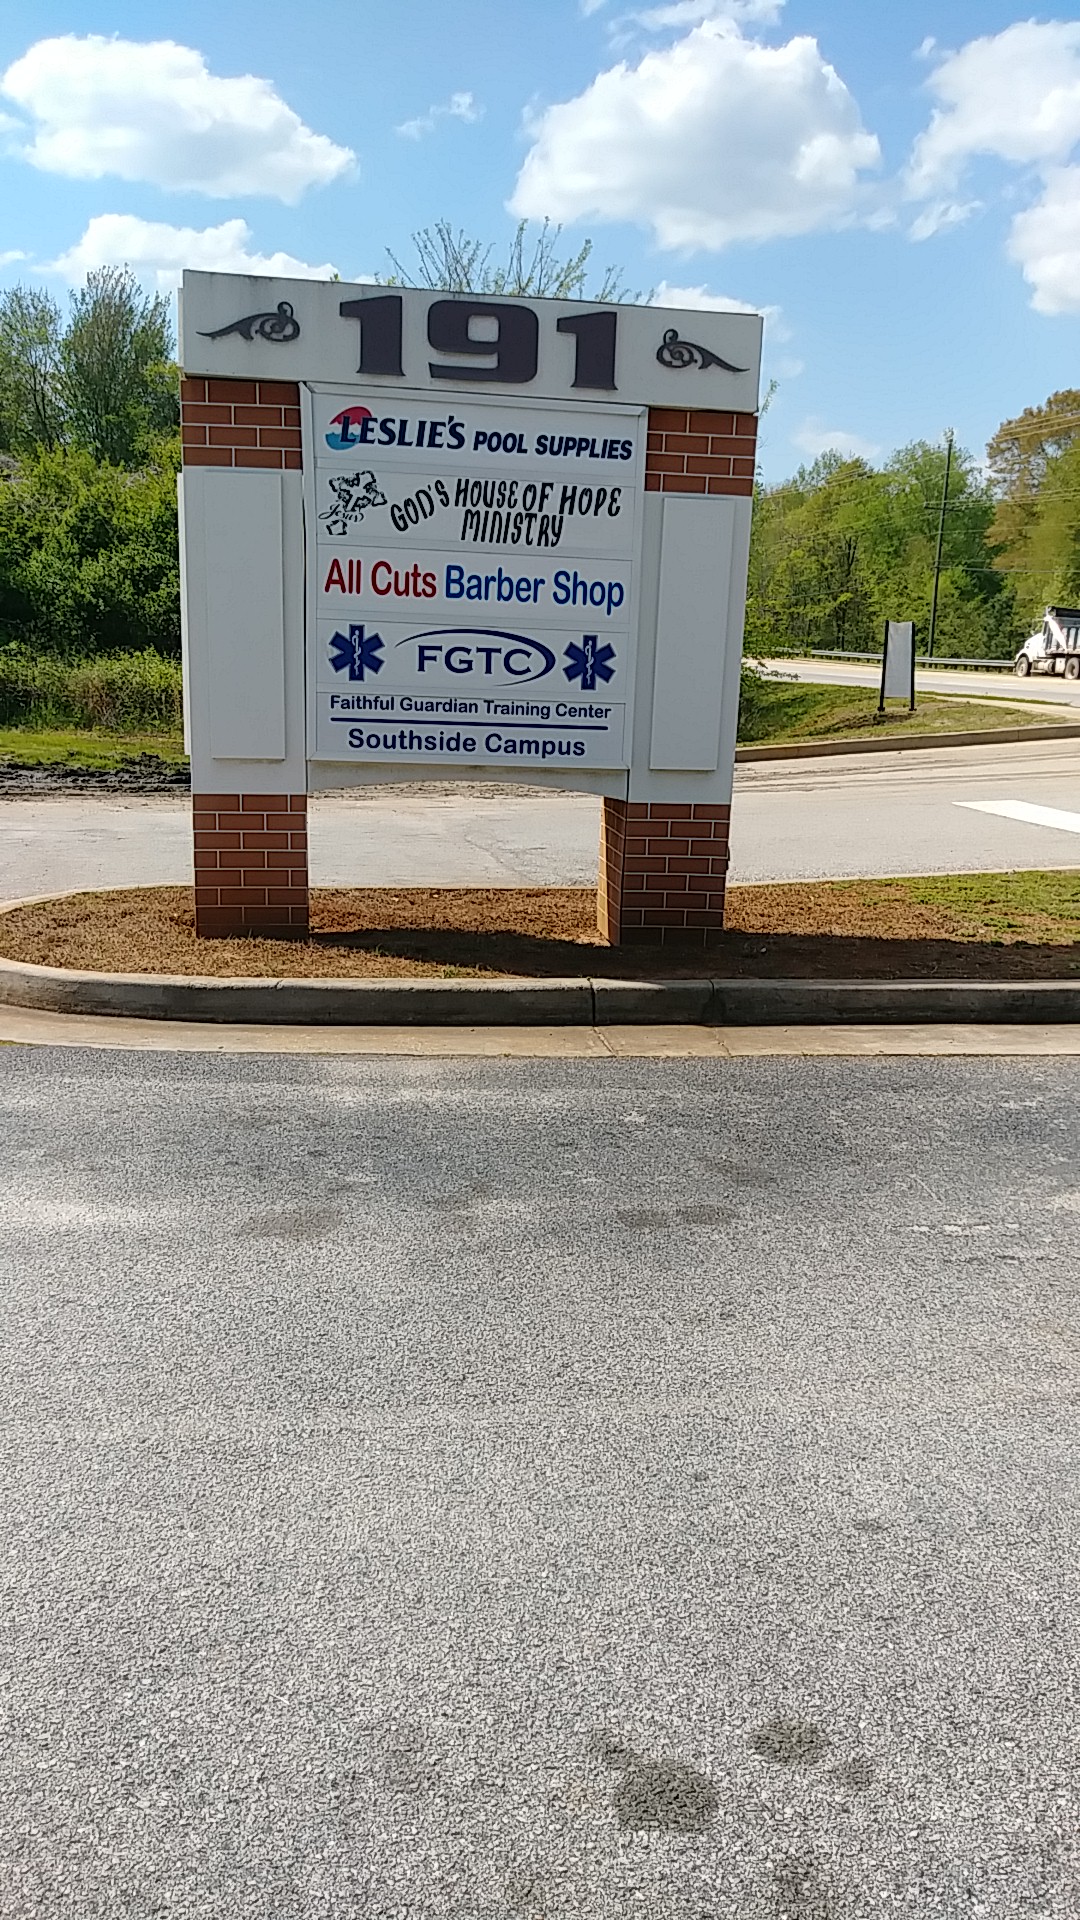 191
LESLIE'S POOL SUPPLIES
Jesus GOD'S HOUSE OF HOPE
MINISTRY
All Cuts Barber Shop
FGTC
Faithful Guardian Training Center
Southside Campus